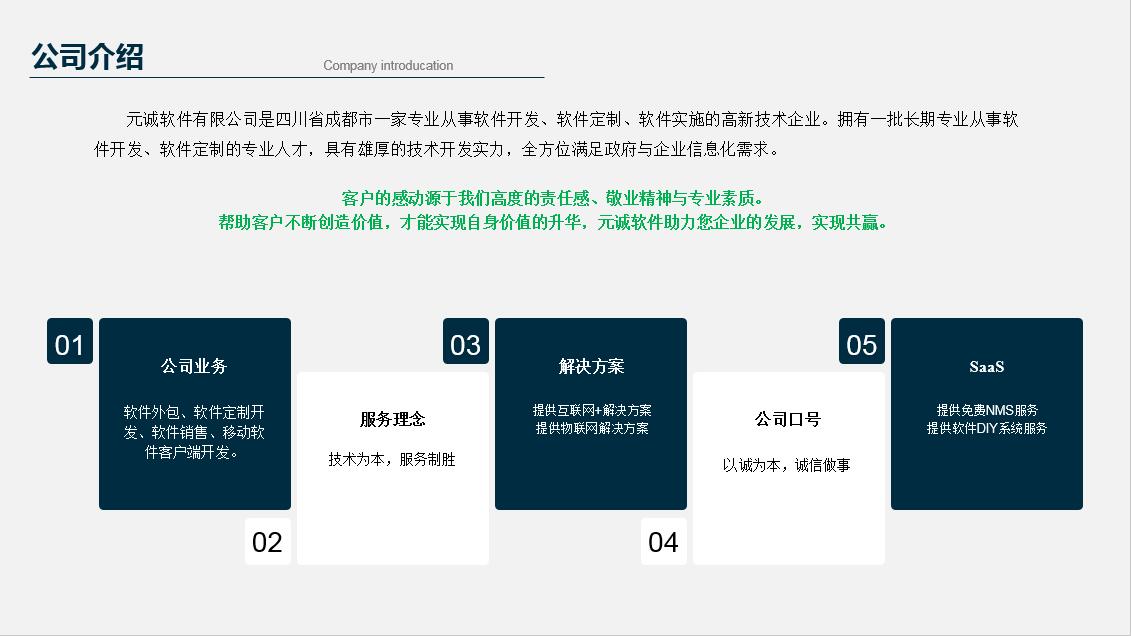 公司介绍
Company introducation
元诚软件有限公司是四川省成都市一家专业从事软件开发、软件定制、软件实施的高新技术企业。拥有一批长期专业从事软
件开发、软件定制的专业人才，具有雄厚的技术开发实力，全方位满足政府与企业信息化需求。
客户的感动源于我们高度的责任感、敬业精神与专业素质。
帮助客户不断创造价值，才能实现自身价值的升华，元诚软件助力您企业的发展，实现共赢。
01
公司业务
软件外包、软件定制开
发、软件销售、移动软
件客户端开发。
02
服务理念
技术为本，服务制胜
03
解决方案
提供互联网+解决方案
提供物联网解决方案
04
公司口号
以诚为本，诚信做事
05
SaaS
提供免费NMS服务
提供软件DIY系统服务